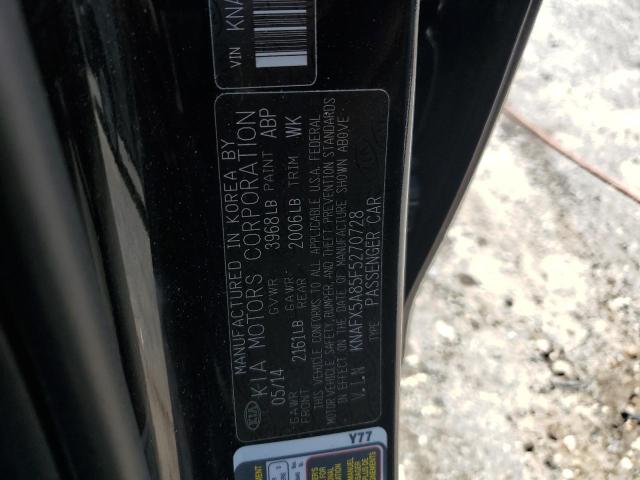 VIN KNA
KIA
MANUFACTURED IN KOREA BY
KIA MOTORS CORPORATION
05/14 GVWR 3968LB PAINT ABP
GAWR FRONT 2161LB GAWR REAR 2006LB TRIM WK
THIS VEHICLE CONFORMS TO ALL APPLICABLE U.S.A. FEDERAL
MOTOR VEHICLE SAFETY, BUMPER, AND THEFT PREVENTION STANDARDS
IN EFFECT ON THE DATE OF MANUFACTURE SHOWN ABOVE.
V.I.N KNAFX5A85F5270728
TYPE PASSENGER CAR
Y77